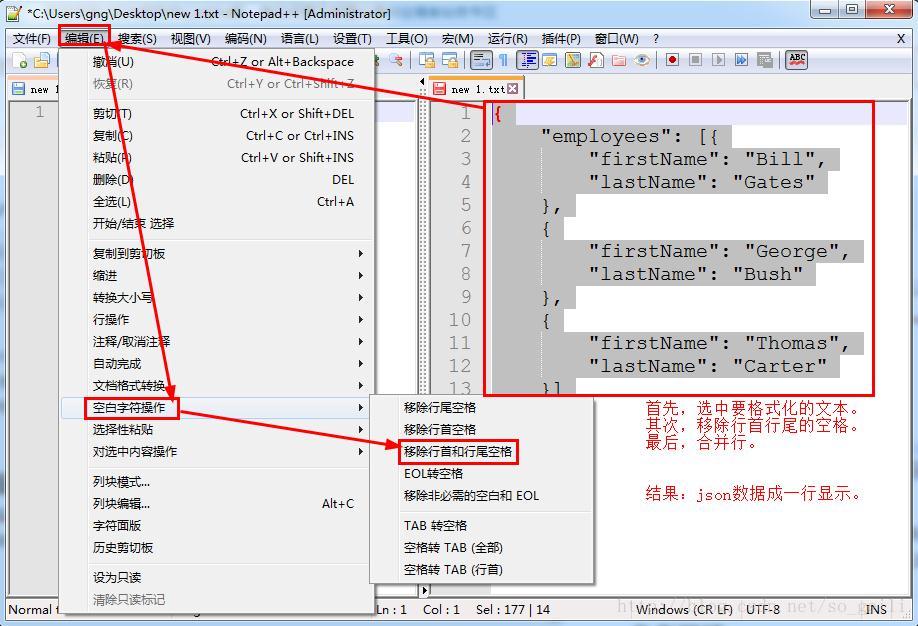 *C:\Users\gng\Desktop\new 1.txt - Notepad++ [Administrator]
文件(F) 编辑(E) 搜索(S) 视图(V) 编码(N) 语言(L) 设置(T) 工具(O) 宏(M) 运行(R) 插件(P) 窗口(W) ? X
new
new 1.txt
1
撤消(U) Ctrl+Z or Alt+Backspace
恢复(R) Ctrl+Y or Ctrl+Shift+Z
剪切(T) Ctrl+X or Shift+DEL
复制(C) Ctrl+C or Ctrl+INS
粘贴(P) Ctrl+V or Shift+INS
删除(D) DEL
全选(L) Ctrl+A
开始/结束 选择
复制到剪切板
缩进
转换大小写
行操作
注释/取消注释
自动完成
文档格式转换
空白字符操作
选择性粘贴
对选中内容操作
列块模式...
列块编辑... Alt+C
字符面版
历史剪切板
设为只读
清除只读标记
移除行尾空格
移除行首空格
移除行首和行尾空格
EOL转空格
移除非必需的空白和 EOL
TAB 转空格
空格转 TAB (全部)
空格转 TAB (行首)
ABC
1 {
2 "employees": [{
3 "firstName": "Bill",
4 "lastName": "Gates"
5 },
6 {
7 "firstName": "George",
8 "lastName": "Bush"
9 },
10 {
11 "firstName": "Thomas",
12 "lastName": "Carter"
13 }]
首先，选中要格式化的文本。
其次，移除行首行尾的空格。
最后，合并行。
结果：json数据成一行显示。
Normal Ln : 1 Col : 1 Sel : 177 | 14 Windows (CR LF) UTF-8 INS